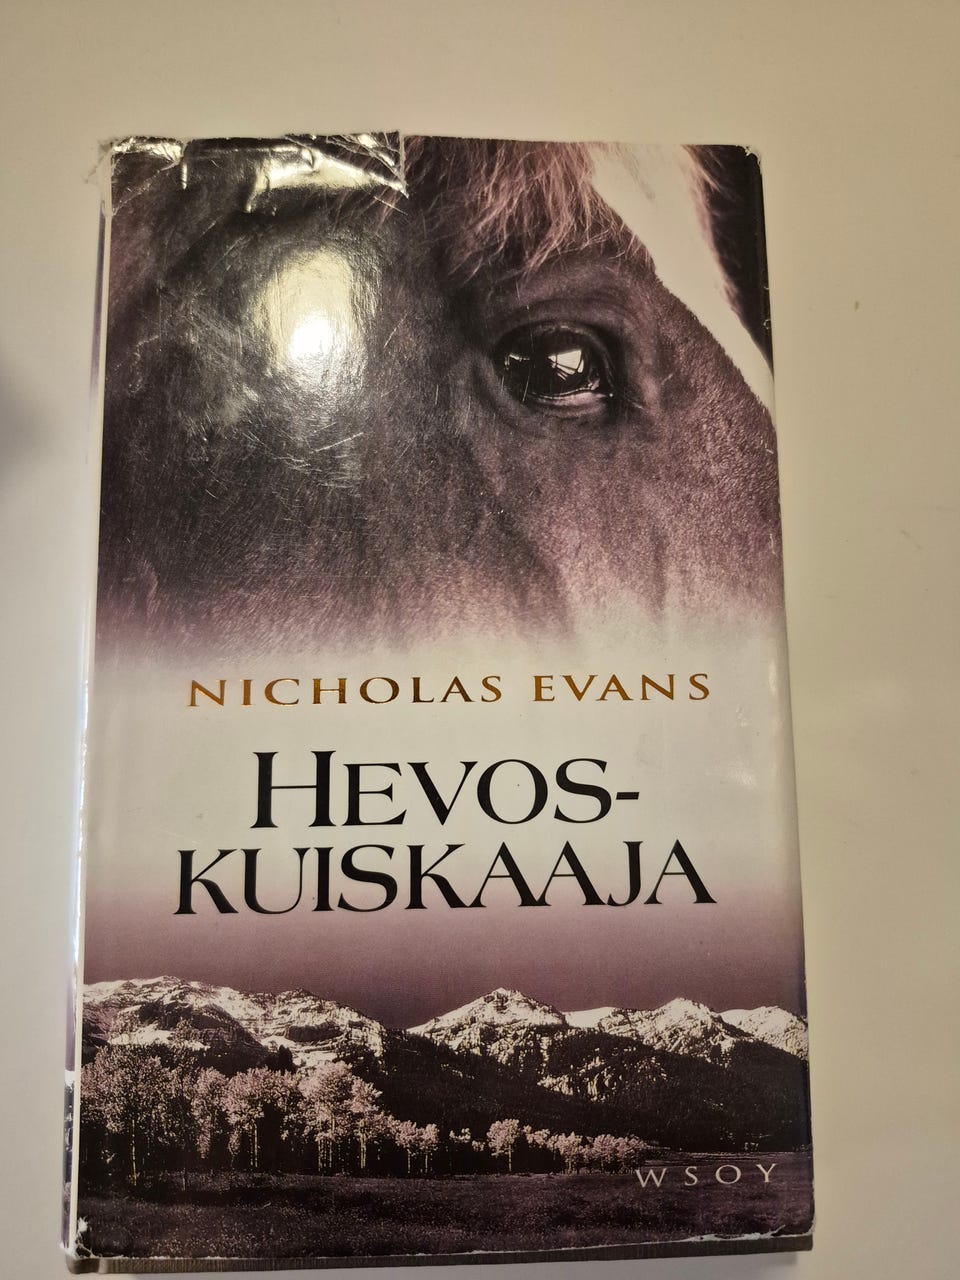 NICHOLAS EVANS
HEVOS-
KUISKAAJA
WSOY